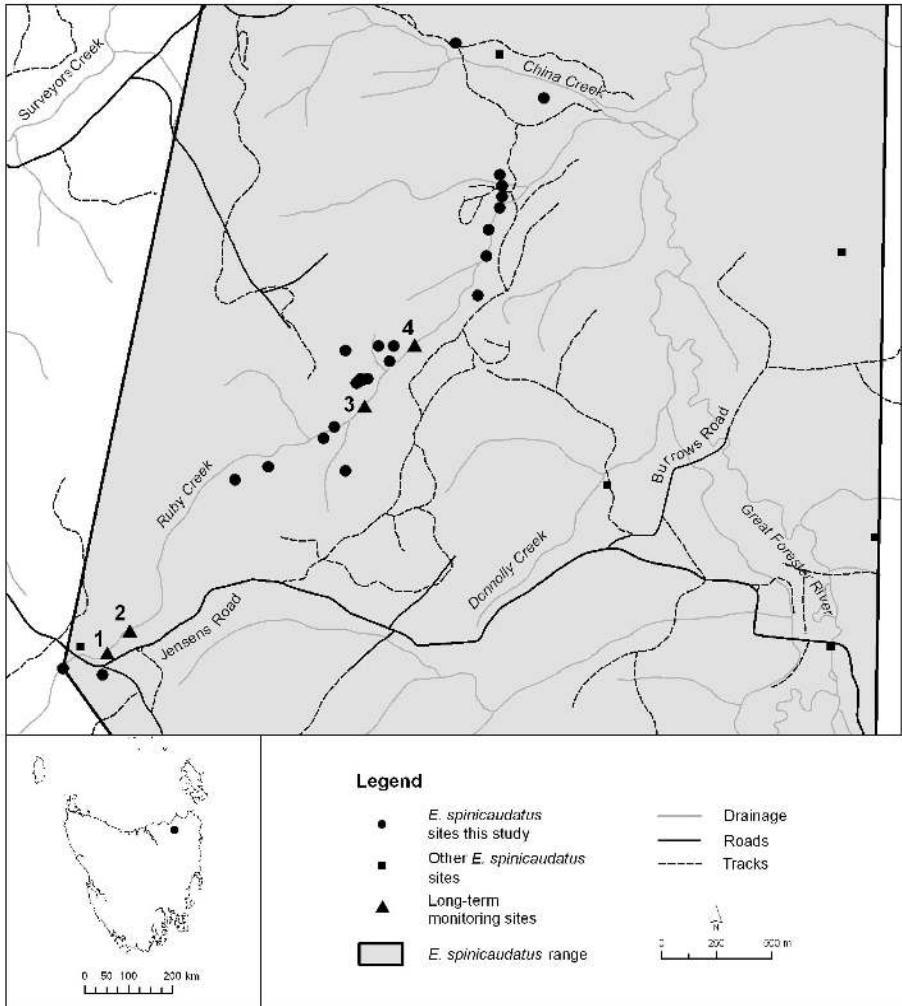 Surveyors Creek
China Creek
4
3
Ruby Creek
Burrows Road
Great Forester River
Donnolly Creek
2
1
Jensens Road
Legend
E. spinicaudatus
sites this study
Other E. spinicaudatus
sites
Long-term
monitoring sites
E. spinicaudatus range
Drainage
Roads
Tracks
N
0 250 500 m
0 50 100 200 km